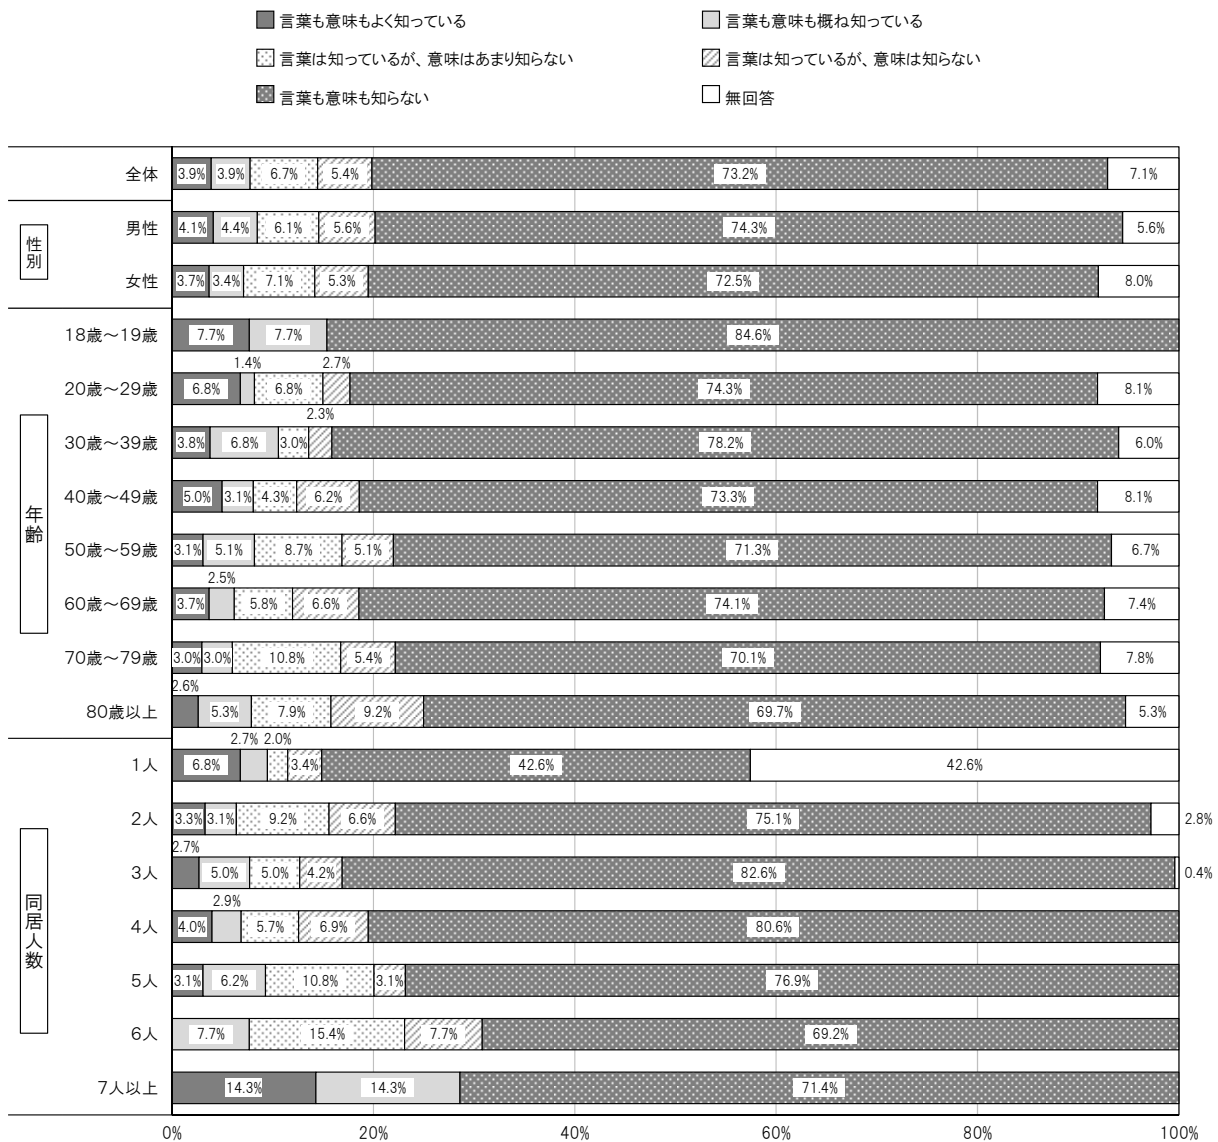 言葉も意味もよく知っている 言葉も意味も概ね知っている
言葉は知っているが、意味はあまり知らない 言葉は知っているが、意味は知らない
言葉も意味も知らない 無回答
全体 3.9% 3.9% 6.7% 5.4% 73.2% 7.1%
性別
男性 4.1% 4.4% 6.1% 5.6% 74.3% 5.6%
女性 3.7% 3.4% 7.1% 5.3% 72.5% 8.0%
年齢
18歳～19歳 7.7% 7.7% 84.6%
1.4% 2.7%
20歳～29歳 6.8% 6.8% 74.3% 8.1%
2.3%
30歳～39歳 3.8% 6.8% 3.0% 78.2% 6.0%
40歳～49歳 5.0% 3.1% 4.3% 6.2% 73.3% 8.1%
50歳～59歳 3.1% 5.1% 8.7% 5.1% 71.3% 6.7%
2.5%
60歳～69歳 3.7% 5.8% 6.6% 74.1% 7.4%
70歳～79歳 3.0% 3.0% 10.8% 5.4% 70.1% 7.8%
2.6%
80歳以上 5.3% 7.9% 9.2% 69.7% 5.3%
同居人数
2.7% 2.0%
1人 6.8% 3.4% 42.6% 42.6%
2人 3.3% 3.1% 9.2% 6.6% 75.1% 2.8%
2.7%
3人 5.0% 5.0% 4.2% 82.6% 0.4%
2.9%
4人 4.0% 5.7% 6.9% 80.6%
5人 3.1% 6.2% 10.8% 3.1% 76.9%
6人 7.7% 15.4% 7.7% 69.2%
7人以上 14.3% 14.3% 71.4%
0% 20% 40% 60% 80% 100%